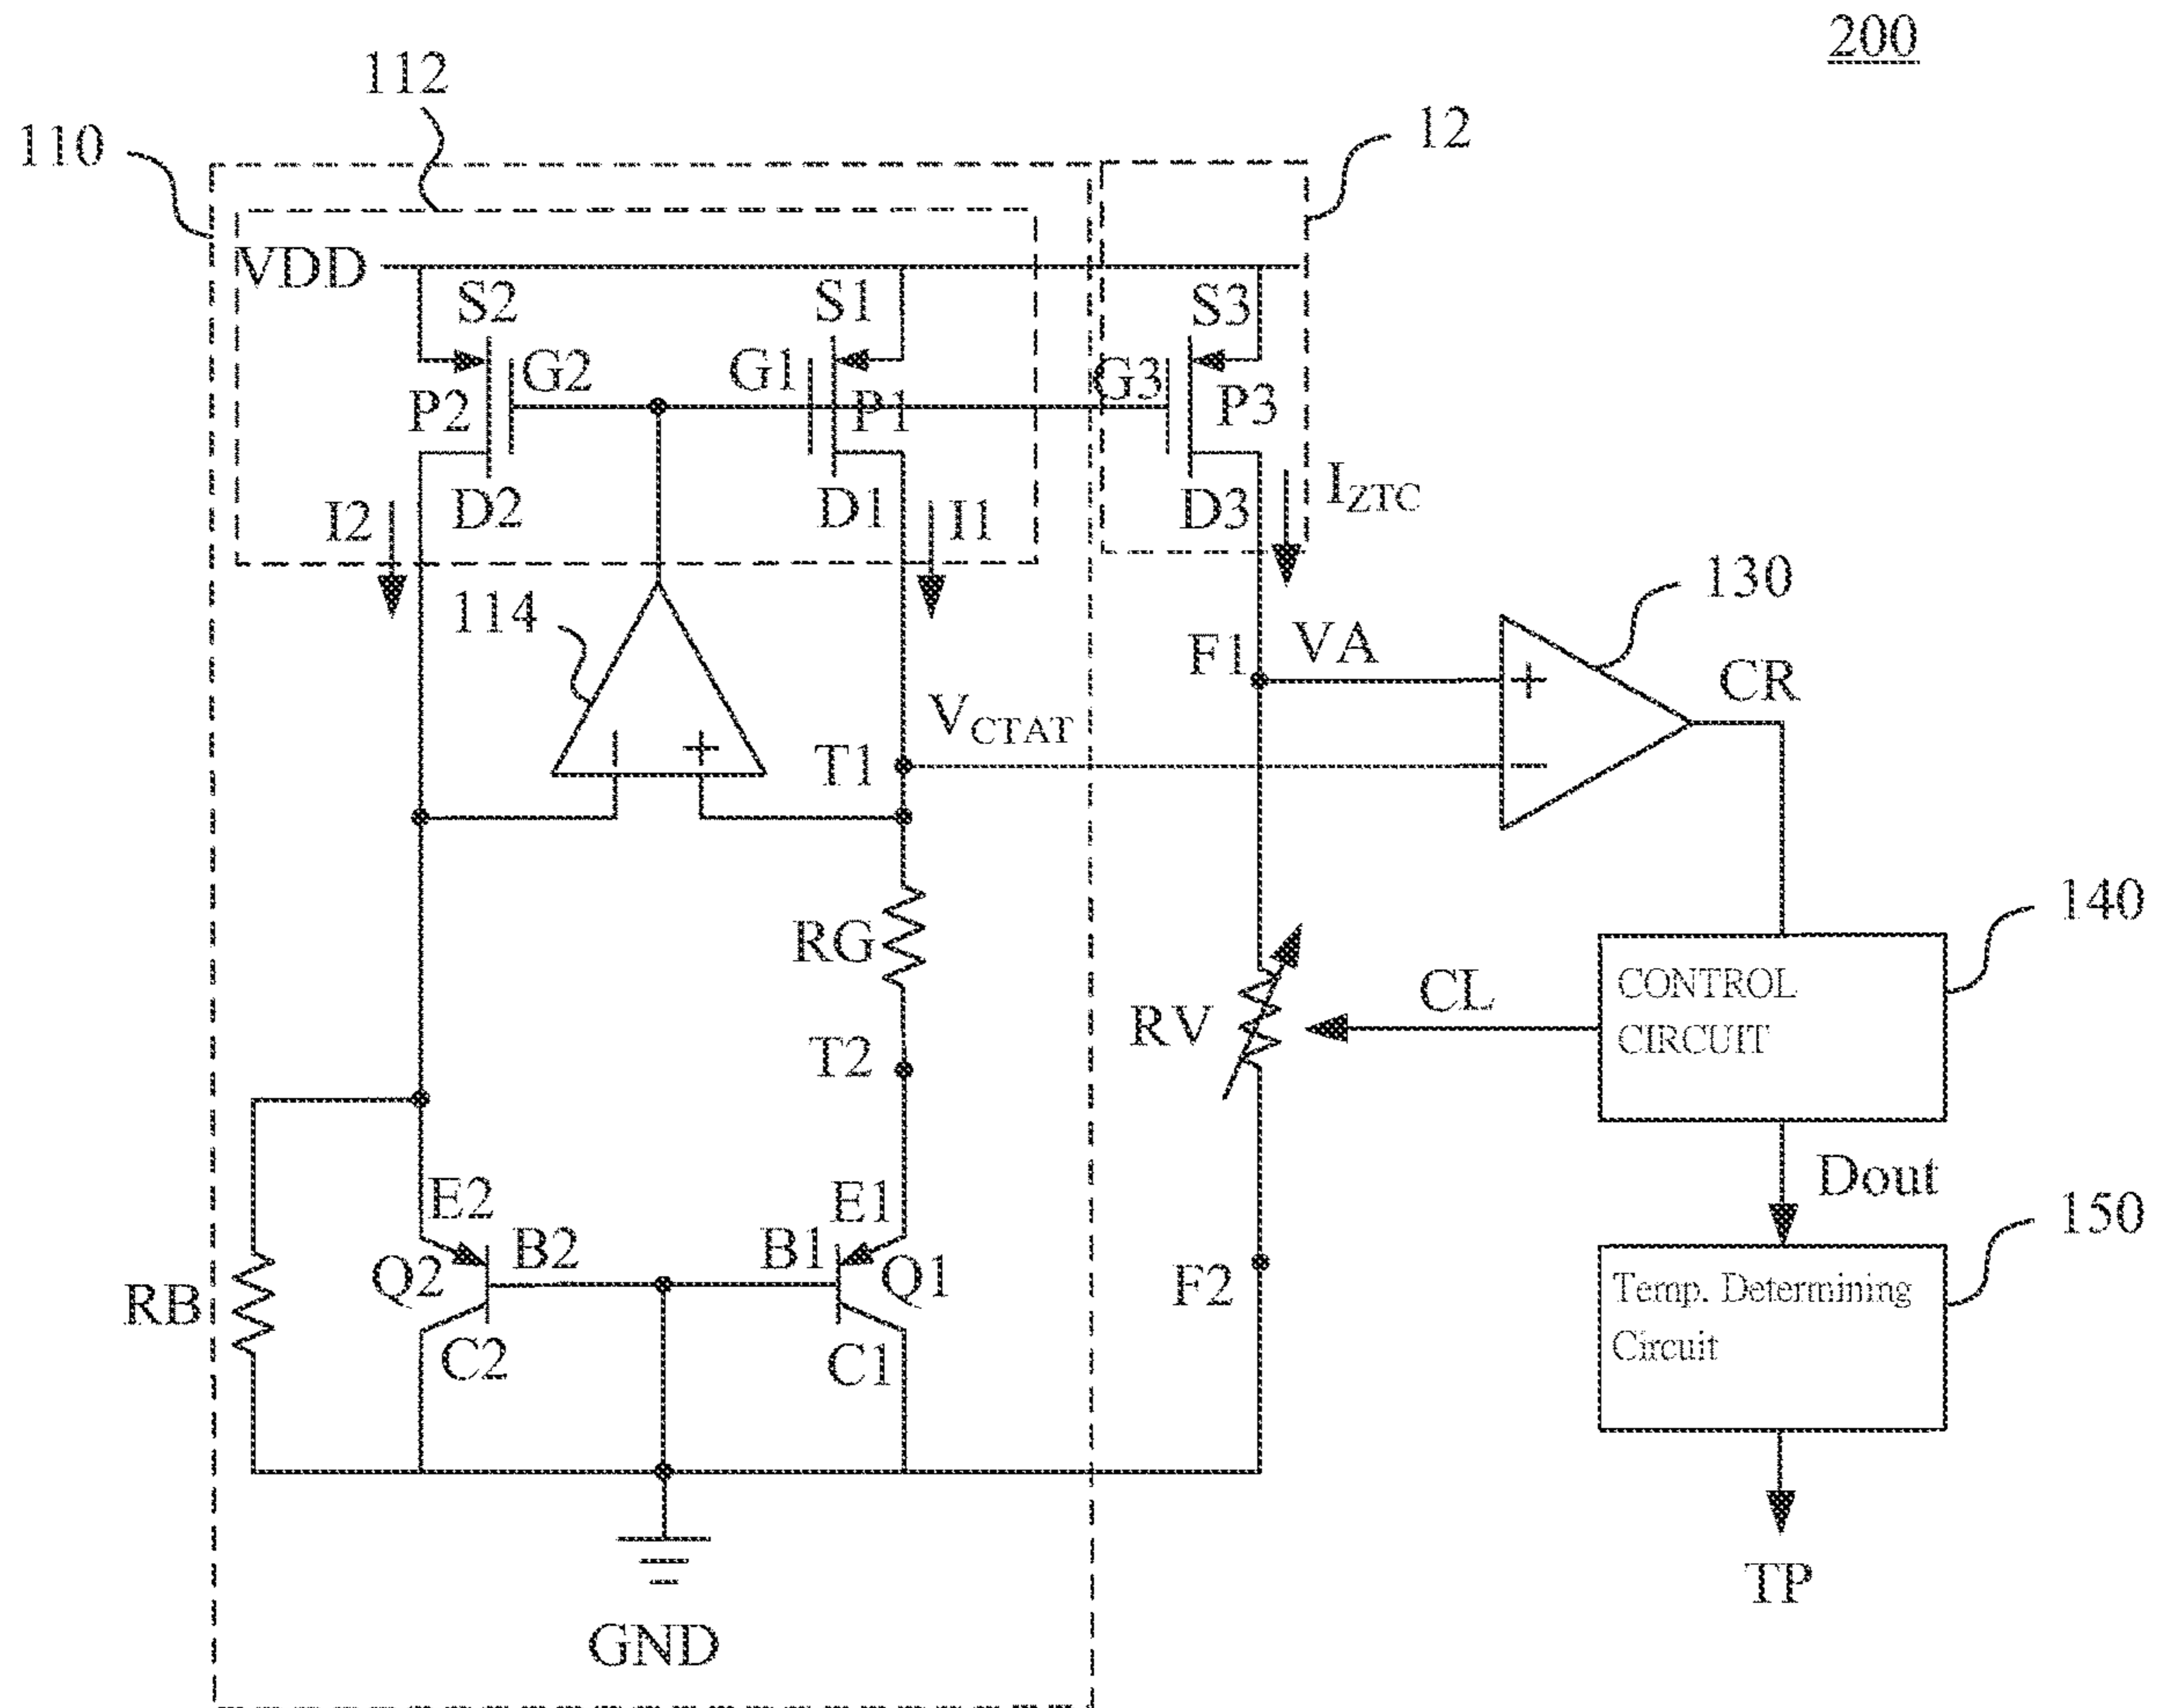 200
112
12
110
VDD
S2
S1
S3
G2
G1
G3
P2
P1
P3
D2
D1
D3
I2
I1
IZTC
114
130
F1
VA
CR
VCTAT
T1
+
-
-
+
RG
140
CONTROL
CIRCUIT
CL
RV
T2
Dout
150
E2
E1
B2
B1
Q2
Q1
RB
F2
C2
C1
Temp. Determining
Circuit
TP
GND